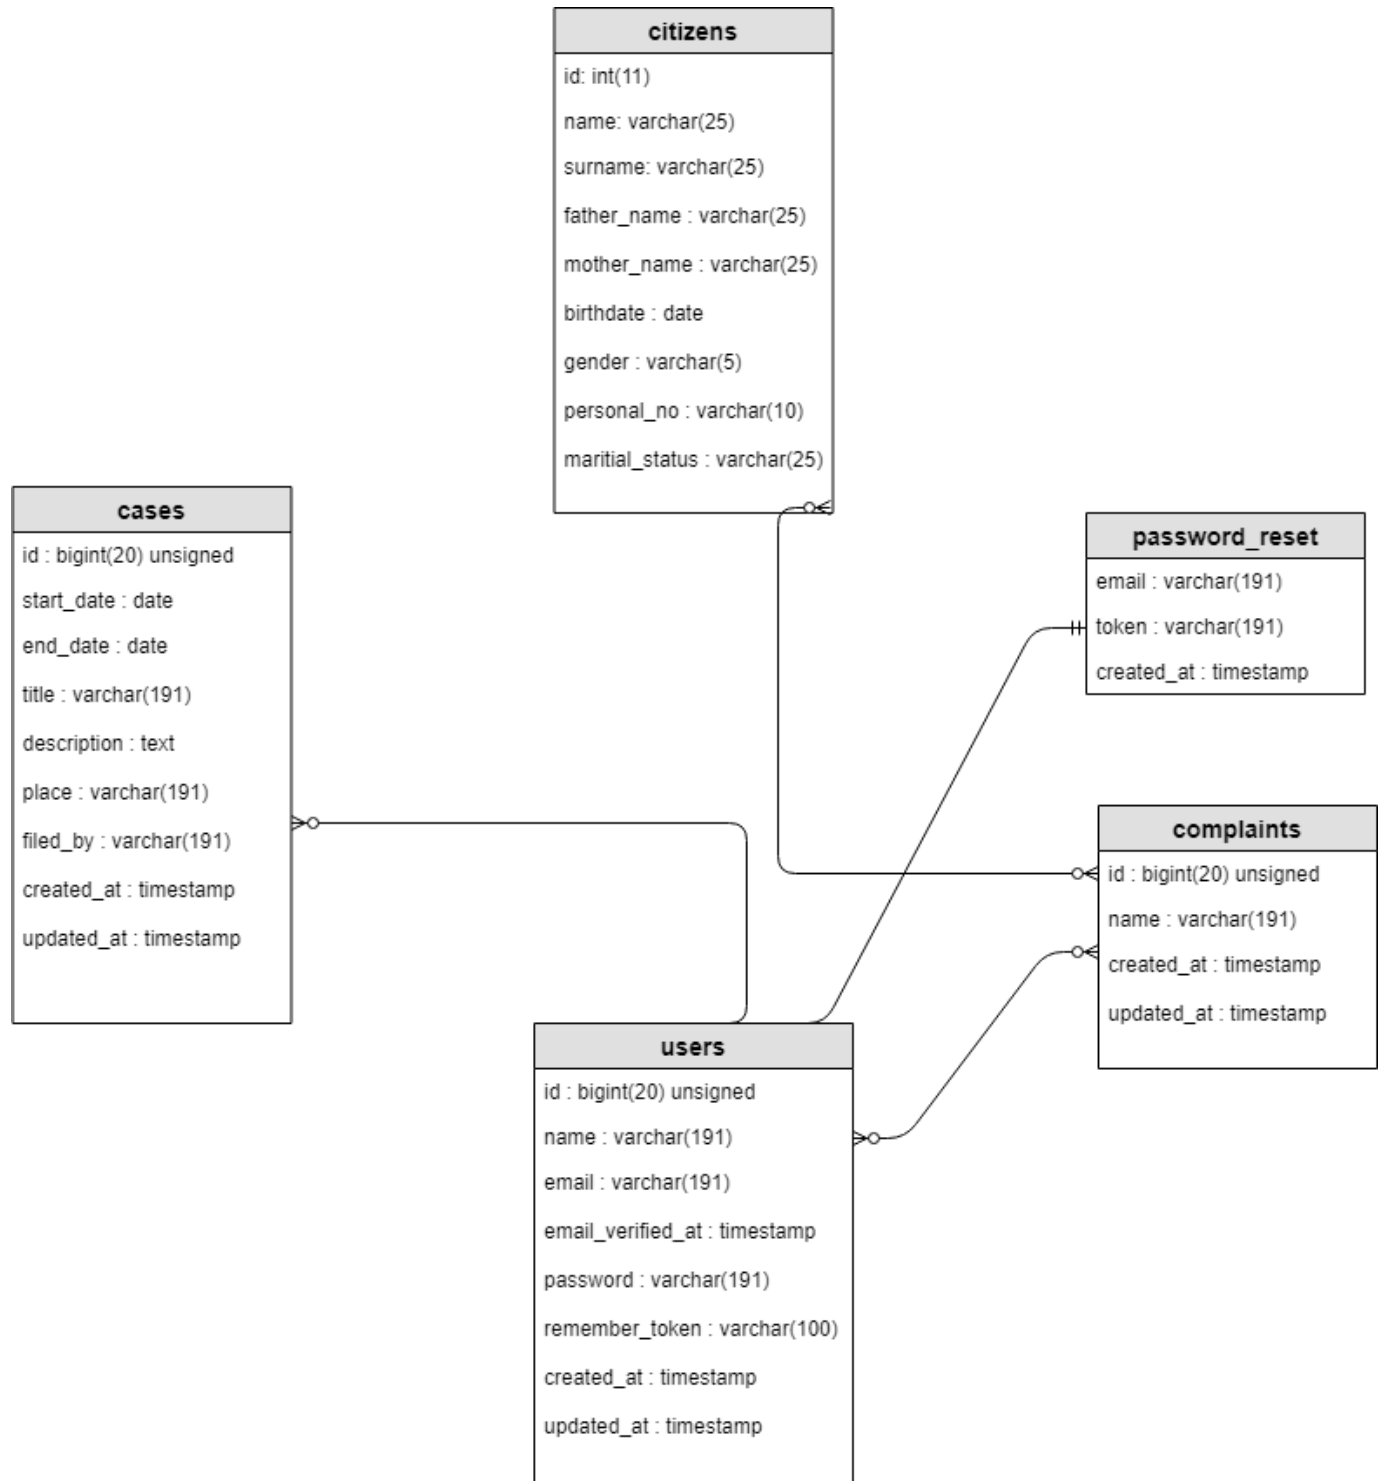 citizens
id: int(11)
name: varchar(25)
surname: varchar(25)
father_name : varchar(25)
mother_name : varchar(25)
birthdate : date
gender : varchar(5)
personal_no : varchar(10)
maritial_status : varchar(25)
cases
id : bigint(20) unsigned
start_date : date
end_date : date
title : varchar(191)
description : text
place : varchar(191)
filed_by : varchar(191)
created_at : timestamp
updated_at : timestamp
password_reset
email : varchar(191)
token : varchar(191)
created_at : timestamp
complaints
id : bigint(20) unsigned
name : varchar(191)
created_at : timestamp
updated_at : timestamp
users
id : bigint(20) unsigned
name : varchar(191)
email : varchar(191)
email_verified_at : timestamp
password : varchar(191)
remember_token : varchar(100)
created_at : timestamp
updated_at : timestamp